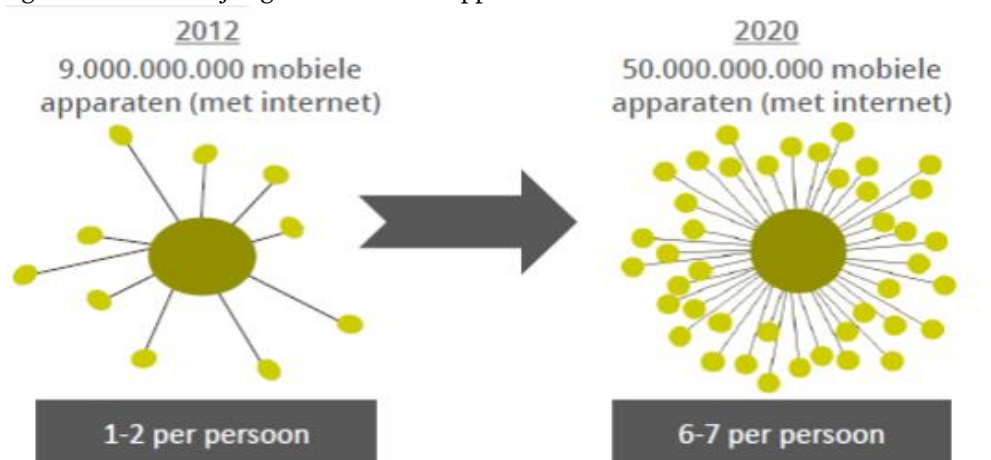 2012
9.000.000.000 mobiele
apparaten (met internet)
1-2 per persoon
2020
50.000.000.000 mobiele
apparaten (met internet)
6-7 per persoon